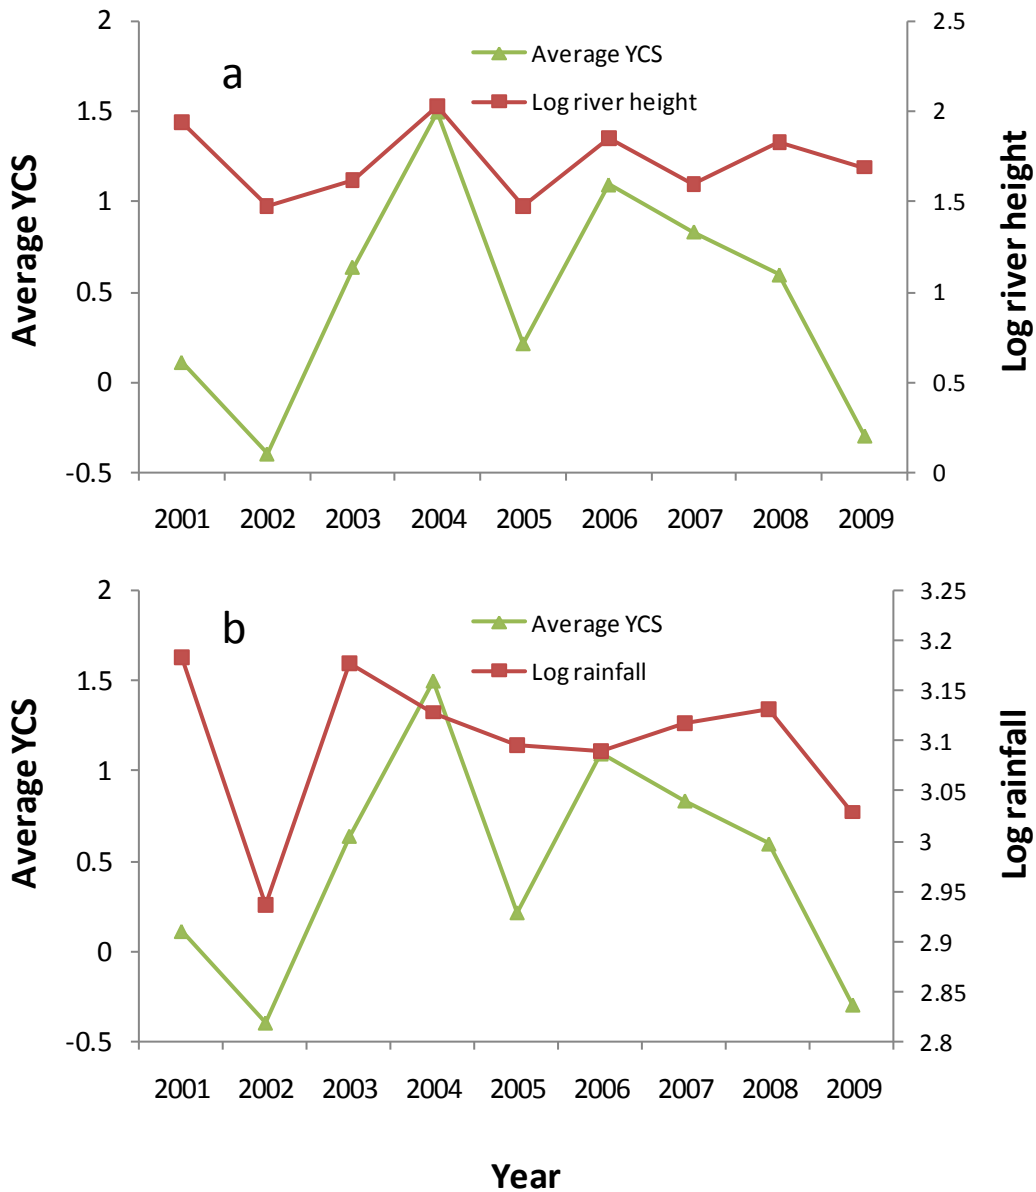 a
Average YCS
Log river height
Average YCS
2
1.5
1
0.5
0
-0.5
2.5
2
1.5
1
0.5
0
Log river height
2001 2002 2003 2004 2005 2006 2007 2008 2009
b
Average YCS
Log rainfall
Average YCS
2
1.5
1
0.5
0
-0.5
3.25
3.2
3.15
3.1
3.05
3
2.95
2.9
2.85
2.8
Log rainfall
2001 2002 2003 2004 2005 2006 2007 2008 2009
Year